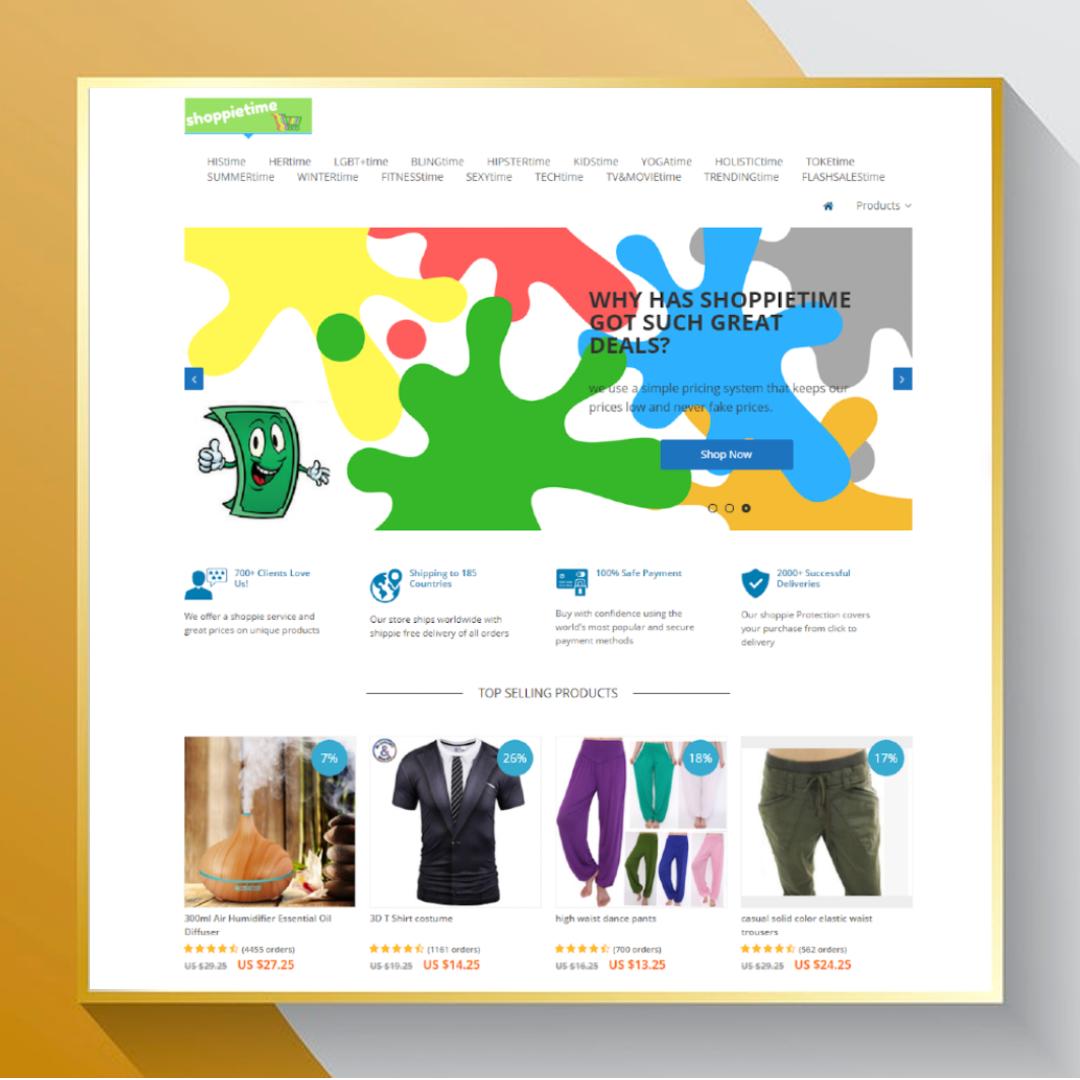 shoppietime
HIStime HERtime LGBT+time BLINGtime HIPSTERtime KIDStime YOGAtime HOLISTICtime TOKEtime
SUMMERtime WINTERtime FITNESStime SEXYtime TECHtime TV&MOVIEtime TRENDINGtime FLASHSALEStime
Products
WHY HAS SHOPPIETIME
GOT SUCH GREAT
DEALS?
we use a simple pricing system that keeps our
prices low and never fake prices.
Shop Now
700+ Clients Love
Us!
We offer a shoppie service and
great prices on unique products
Shipping to 185
Countries
Our store ships worldwide with
shippie free delivery of all orders
100% Safe Payment
Buy with confidence using the
world's most popular and secure
payment methods
2000+ Successful
Deliveries
Our shoppie Protection covers
your purchase from click to
delivery
TOP SELLING PRODUCTS
7%
300ml Air Humidifier Essential Oil
Diffuser
(4455 orders)
US $29.25 US $27.25
26%
3D T Shirt costume
(1161 orders)
US $19.25 US $14.25
18%
high waist dance pants
(700 orders)
US $16.25 US $13.25
17%
casual solid color elastic waist
trousers
(562 orders)
US $29.25 US $24.25